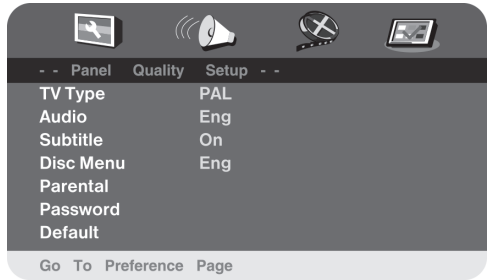 - - Panel Quality Setup - -
TV Type PAL
Audio Eng
Subtitle On
Disc Menu Eng
Parental
Password
Default
Go To Preference Page